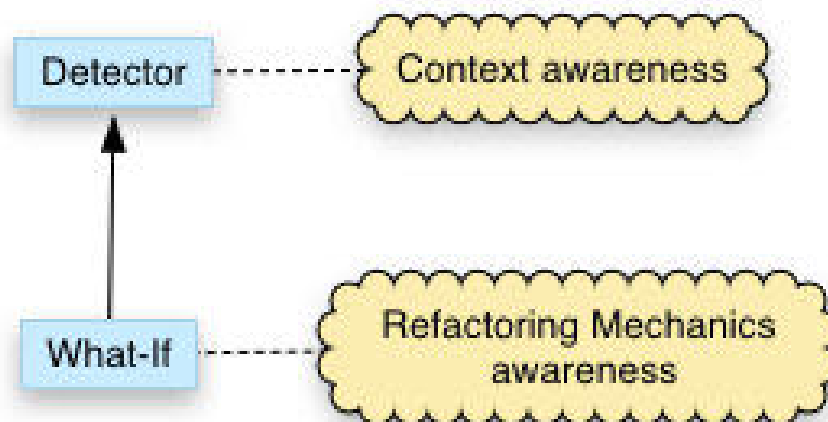 Detector
Context awareness
What-If
Refactoring Mechanics
awareness